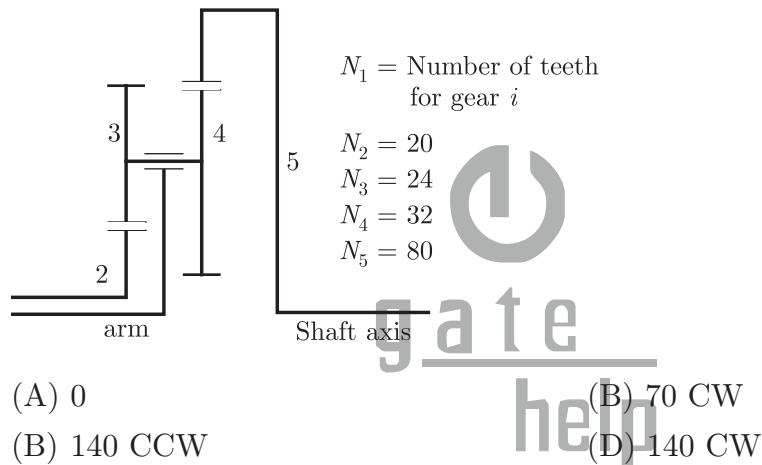 3
4
5
2
arm
Shaft axis
N₁ = Number of teeth
for gear i
N₂ = 20
N₃ = 24
N₄ = 32
N₅ = 80
gate
help
(A) 0
(B) 70 CW
(B) 140 CCW
(D) 140 CW